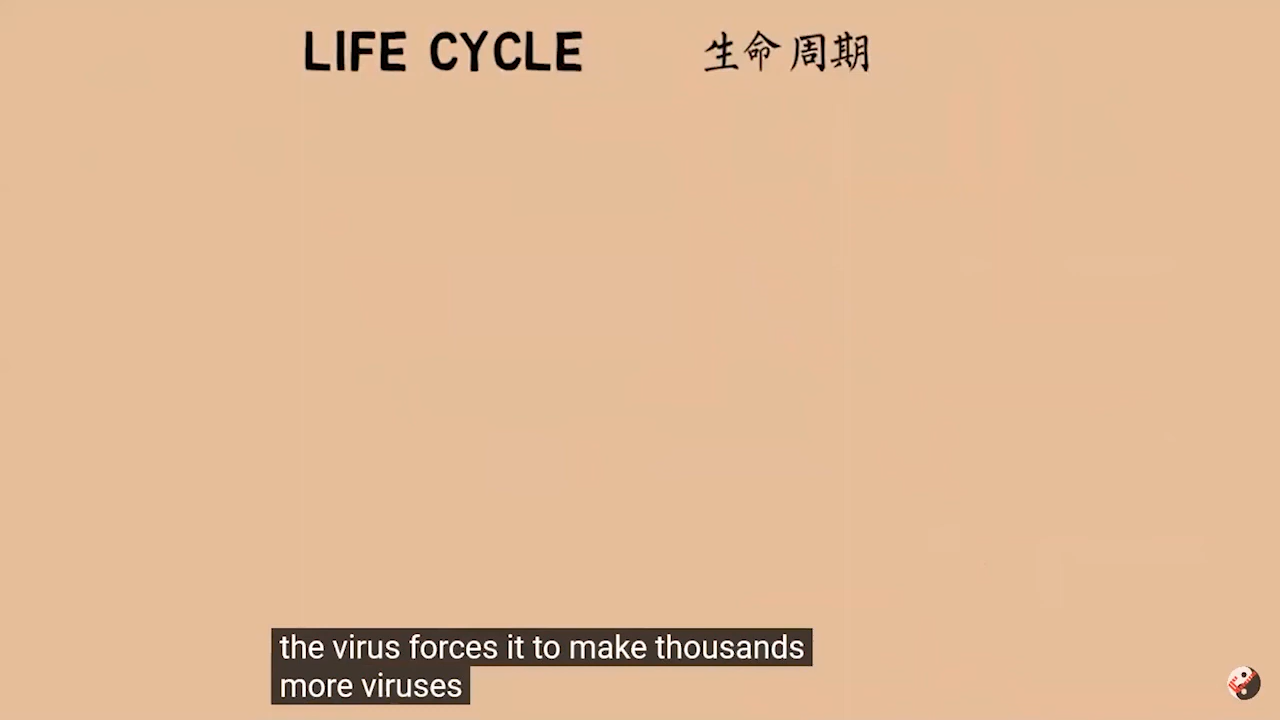 LIFE CYCLE 生命周期
the virus forces it to make thousands
more viruses